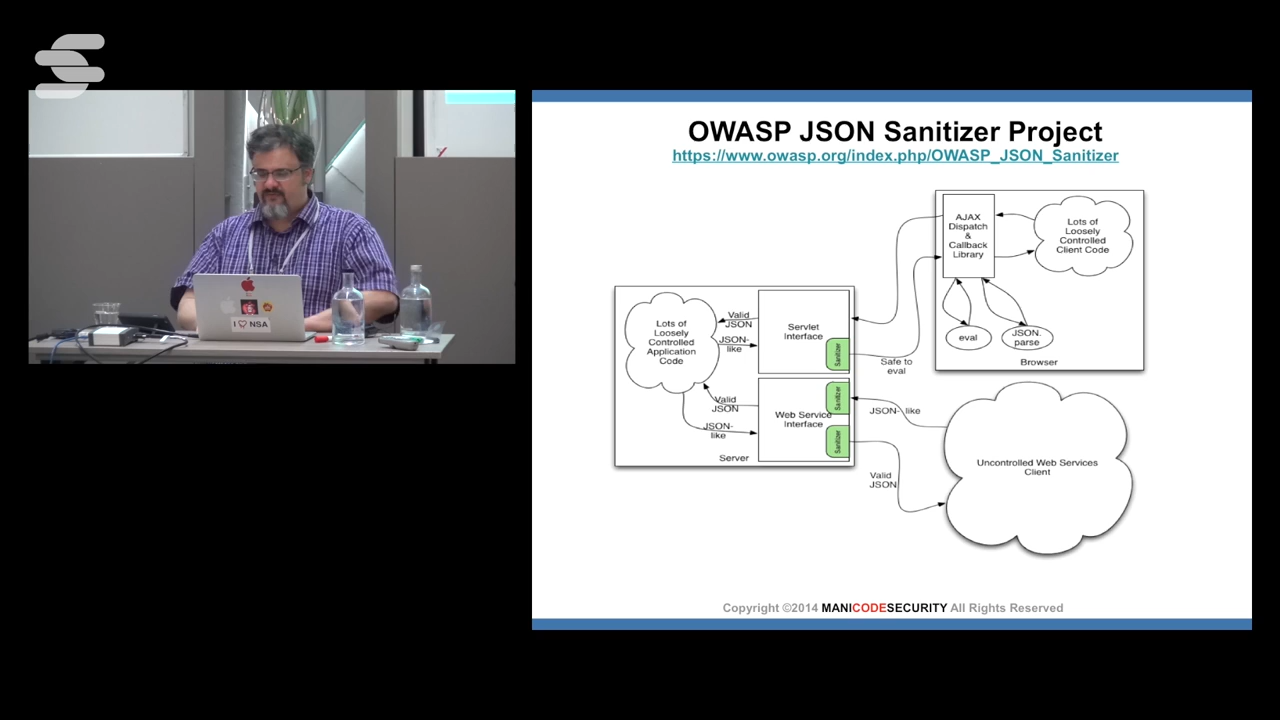 I ♡ NSA
OWASP JSON Sanitizer Project
https://www.owasp.org/index.php/OWASP_JSON_Sanitizer
AJAX
Dispatch
&
Callback
Library
Lots of
Loosely
Controlled
Client Code
eval
JSON.
parse
Browser
Lots of
Loosely
Controlled
Application
Code
Valid
JSON
JSON-
like
Servlet
Interface
Sanitizer
Safe to
eval
Valid
JSON
JSON-
like
Web Service
Interface
Sanitizer
Sanitizer
Server
JSON- like
Valid
JSON
Uncontrolled Web Services
Client
Copyright ©2014 MANICODESECURITY All Rights Reserved